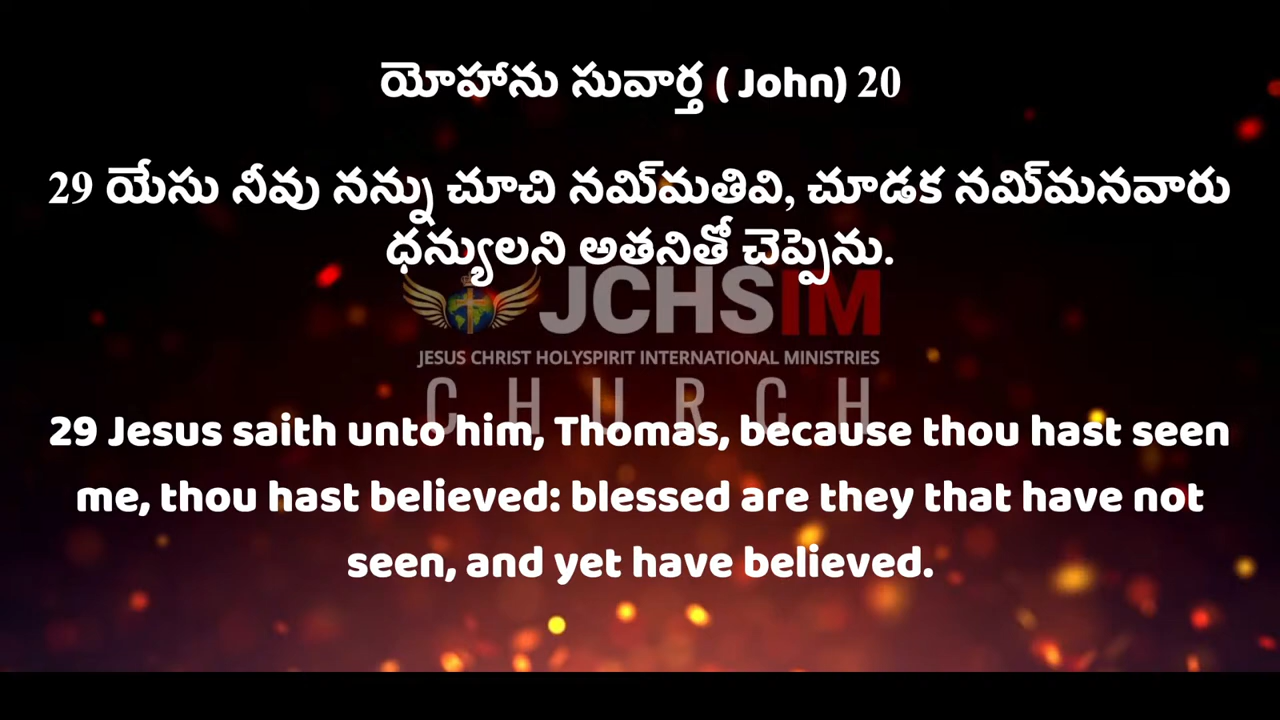 యోహాను సువార్త ( John) 20
29 యేసు నీవు నన్ను చూచి నమి్మతివి, చూడక నమి్మనవారు
ధన్యులని అతనితో చెప్పెను.
JCHSIM
JESUS CHRIST HOLYSPIRIT INTERNATIONAL MINISTRIES
CHURCH
29 Jesus saith unto him, Thomas, because thou hast seen
me, thou hast believed: blessed are they that have not
seen, and yet have believed.